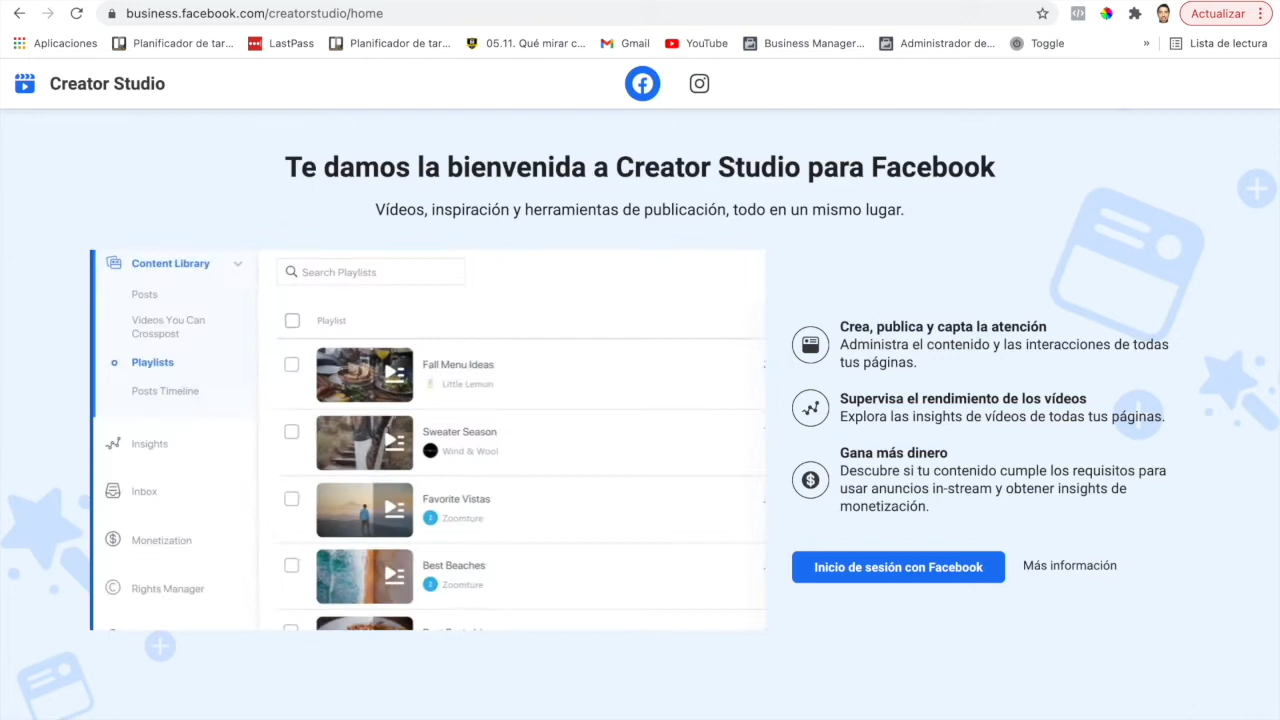 business.facebook.com/creatorstudio/home
Actualizar
Aplicaciones
Planificador de tar...
LastPass
Planificador de tar...
05.11. Qué mirar c...
Gmail
YouTube
Business Manager...
Administrador de...
Toggle
»
Lista de lectura
Creator Studio
Te damos la bienvenida a Creator Studio para Facebook
Vídeos, inspiración y herramientas de publicación, todo en un mismo lugar.
Content Library
Posts
Videos You Can
Crosspost
Playlists
Posts Timeline
Insights
Inbox
Monetization
Rights Manager
Search Playlists
Playlist
Fall Menu Ideas
Little Lemun
Sweater Season
Wind & Wool
Favorite Vistas
Zoomture
Best Beaches
Zoomture
Crea, publica y capta la atención
Administra el contenido y las interacciones de todas
tus páginas.
Supervisa el rendimiento de los vídeos
Explora las insights de vídeos de todas tus páginas.
Gana más dinero
Descubre si tu contenido cumple los requisitos para
usar anuncios in-stream y obtener insights de
monetización.
Inicio de sesión con Facebook
Más información